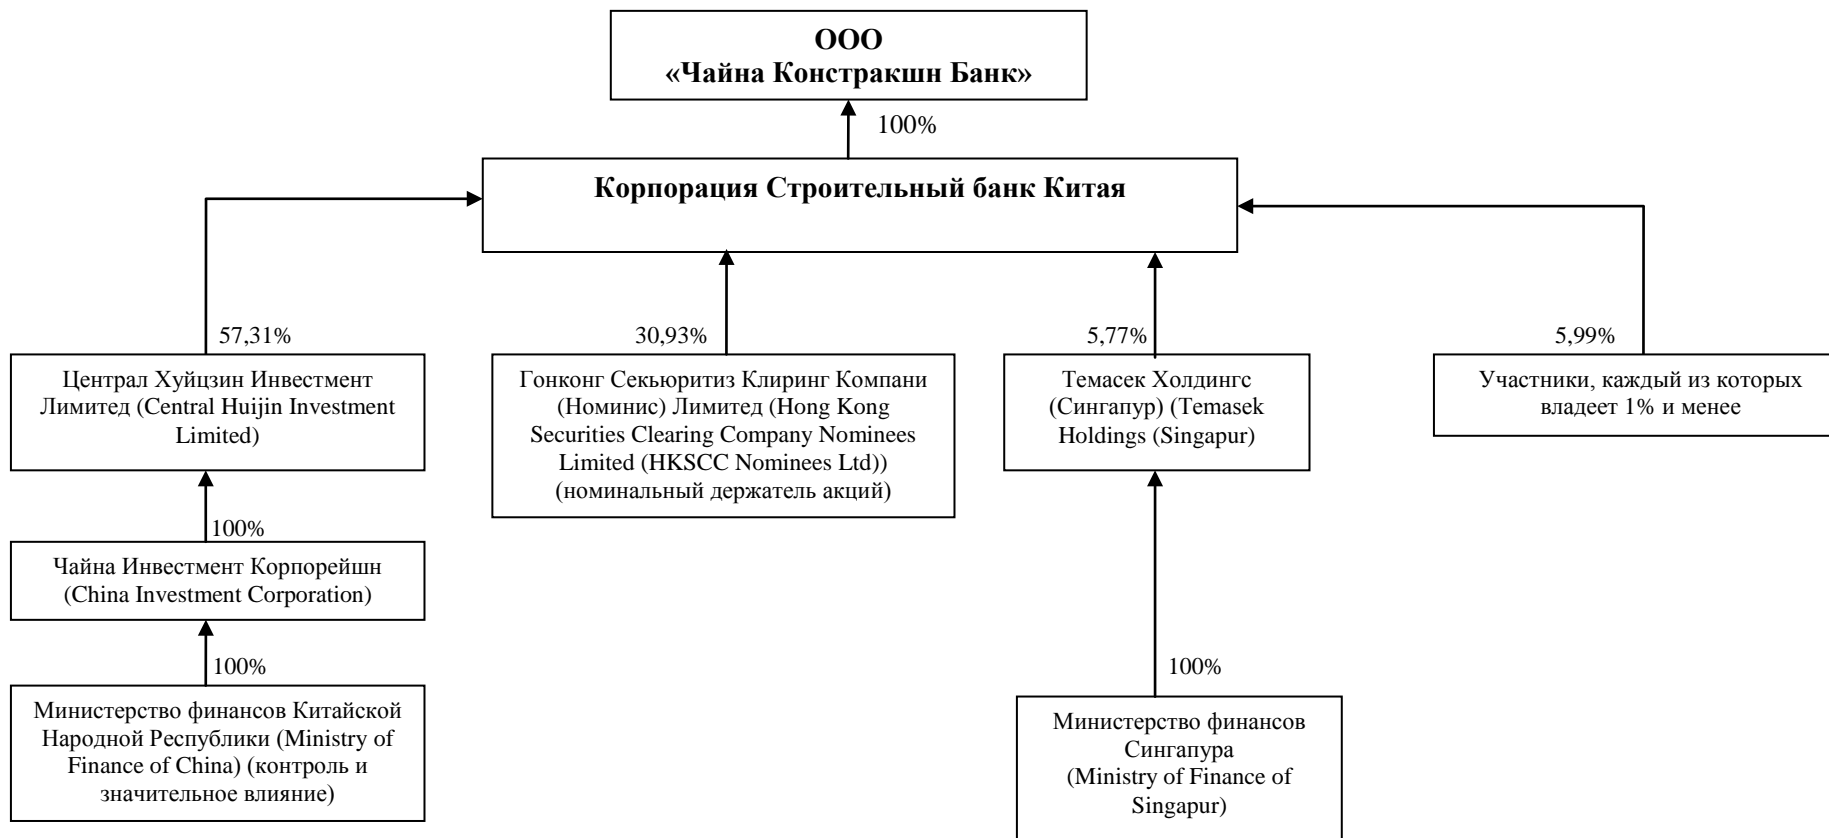 ООО
«Чайна Констракшн Банк»
100%
Корпорация Строительный банк Китая
57,31%
30,93%
5,77%
5,99%
Централ Хуйцзин Инвестмент
Лимитед (Central Huijin Investment
Limited)
Гонконг Секьюритиз Клиринг Компани
(Номинис) Лимитед (Hong Kong
Securities Clearing Company Nominees
Limited (HKSCC Nominees Ltd))
(номинальный держатель акций)
Темасек Холдингс
(Сингапур) (Temasek
Holdings (Singapur)
Участники, каждый из которых
владеет 1% и менее
100%
Чайна Инвестмент Корпорейшн
(China Investment Corporation)
100%
100%
Министерство финансов Китайской
Народной Республики (Ministry of
Finance of China) (контроль и
значительное влияние)
Министерство финансов
Сингапура
(Ministry of Finance of
Singapur)